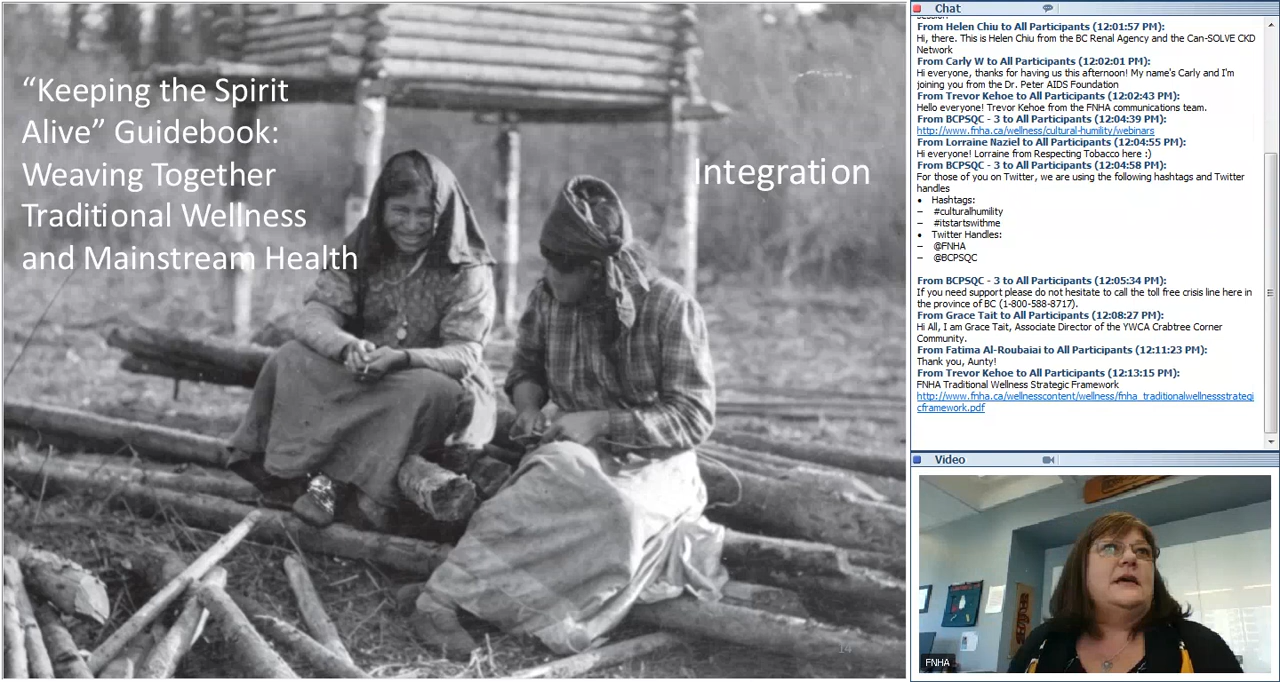 “Keeping the Spirit
Alive” Guidebook:
Weaving Together
Traditional Wellness
and Mainstream Health
Integration
14
Chat
session
From Helen Chiu to All Participants (12:01:57 PM):
Hi, there. This is Helen Chiu from the BC Renal Agency and the Can-SOLVE CKD
Network
From Carly W to All Participants (12:02:01 PM):
Hi everyone, thanks for having us this afternoon! My name's Carly and I'm
joining you from the Dr. Peter AIDS Foundation
From Trevor Kehoe to All Participants (12:02:43 PM):
Hello everyone! Trevor Kehoe from the FNHA communications team.
From BCPSQC - 3 to All Participants (12:04:39 PM):
http://www.fnha.ca/wellness/cultural-humility/webinars
From Lorraine Naziel to All Participants (12:04:55 PM):
Hi everyone! Lorraine from Respecting Tobacco here :)
From BCPSQC - 3 to All Participants (12:04:58 PM):
For those of you on Twitter, we are using the following hashtags and Twitter
handles
• Hashtags:
– #culturalhumility
– #itstartswithme
• Twitter Handles:
– @FNHA
– @BCPSQC
From BCPSQC - 3 to All Participants (12:05:34 PM):
If you need support please do not hesitate to call the toll free crisis line here in
the province of BC (1-800-588-8717).
From Grace Tait to All Participants (12:08:27 PM):
Hi All, I am Grace Tait, Associate Director of the YWCA Crabtree Corner
Community.
From Fatima Al-Roubaiai to All Participants (12:11:23 PM):
Thank you, Aunty!
From Trevor Kehoe to All Participants (12:13:15 PM):
FNHA Traditional Wellness Strategic Framework
http://www.fnha.ca/wellnesscontent/wellness/fnha_traditionalwellnessstrategi
cframework.pdf
Video
FNHA